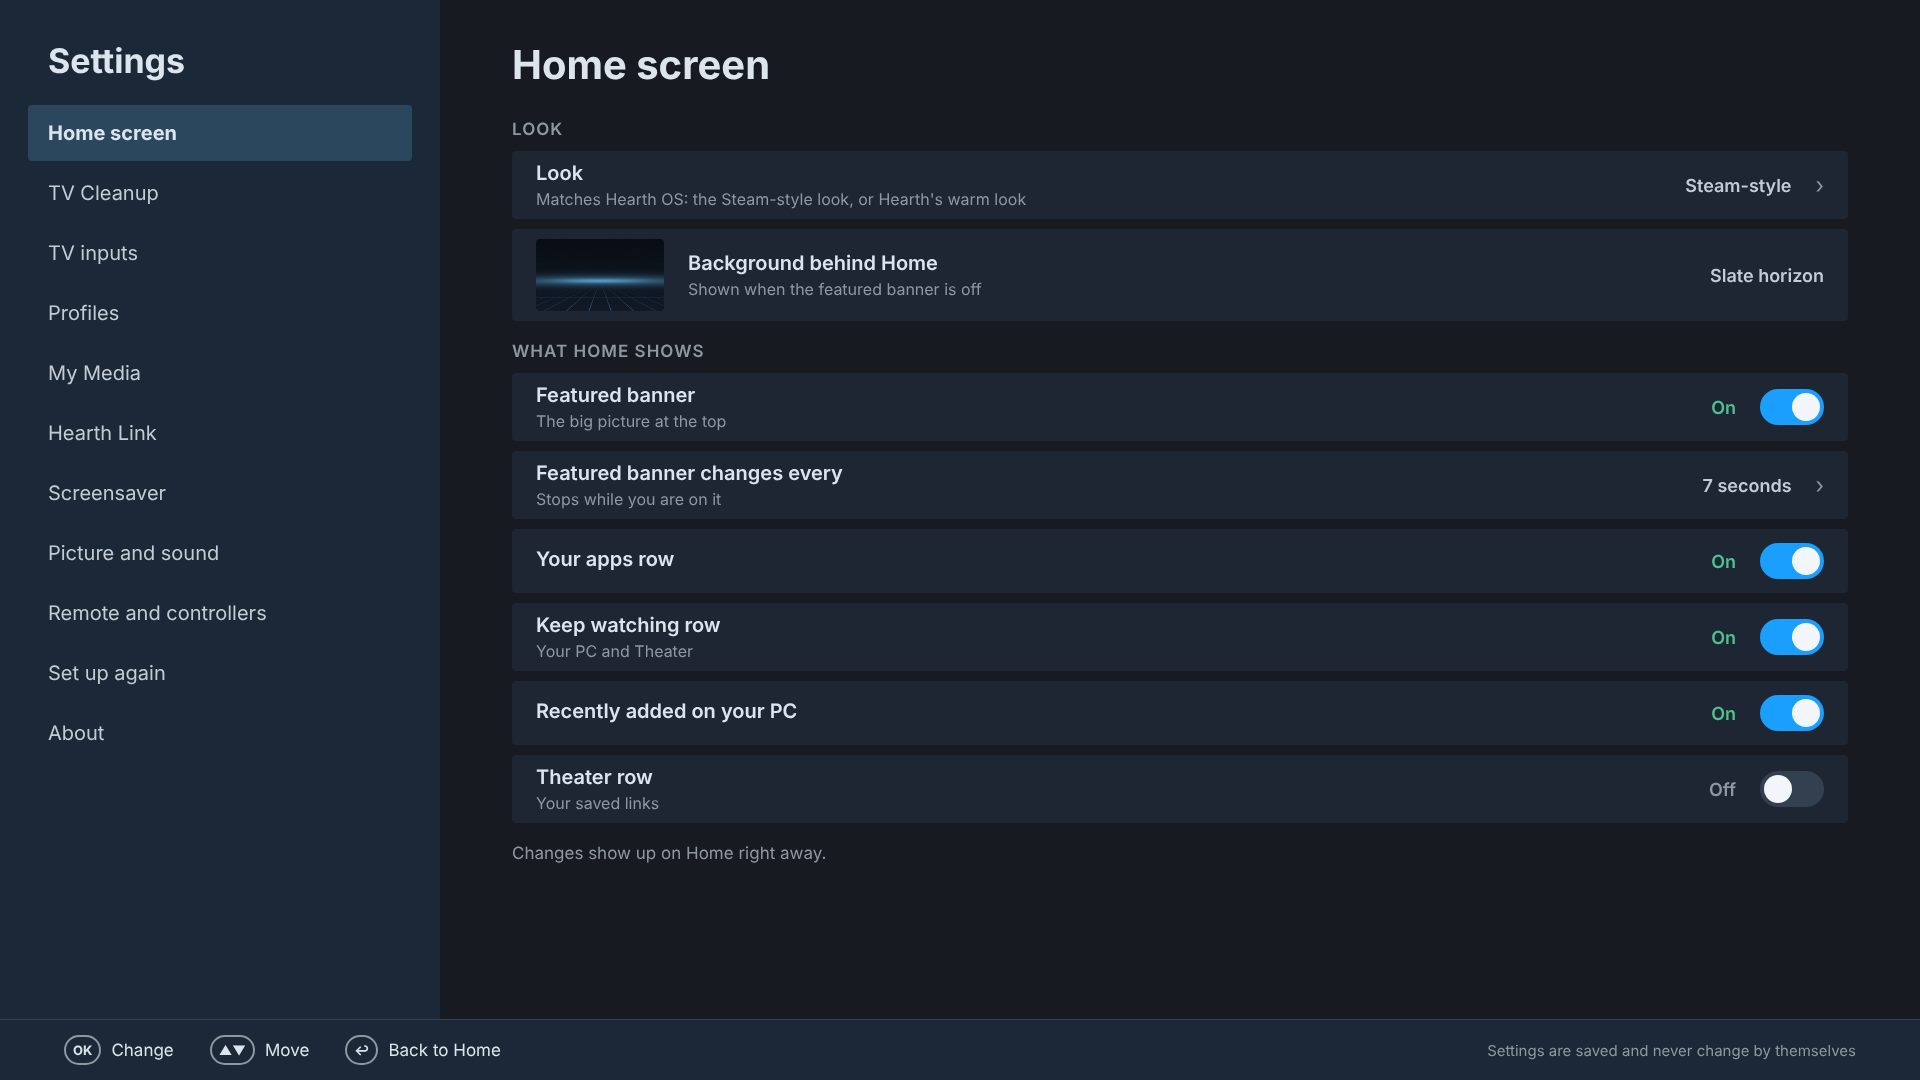 Settings
Home screen
TV Cleanup
TV inputs
Profiles
My Media
Hearth Link
Screensaver
Picture and sound
Remote and controllers
Set up again
About
Home screen
LOOK
Look
Matches Hearth OS: the Steam-style look, or Hearth's warm look
Steam-style
Background behind Home
Shown when the featured banner is off
Slate horizon
WHAT HOME SHOWS
Featured banner
The big picture at the top
On
Featured banner changes every
Stops while you are on it
7 seconds
Your apps row
On
Keep watching row
Your PC and Theater
On
Recently added on your PC
On
Theater row
Your saved links
Off
Changes show up on Home right away.
OK Change
Move
Back to Home
Settings are saved and never change by themselves